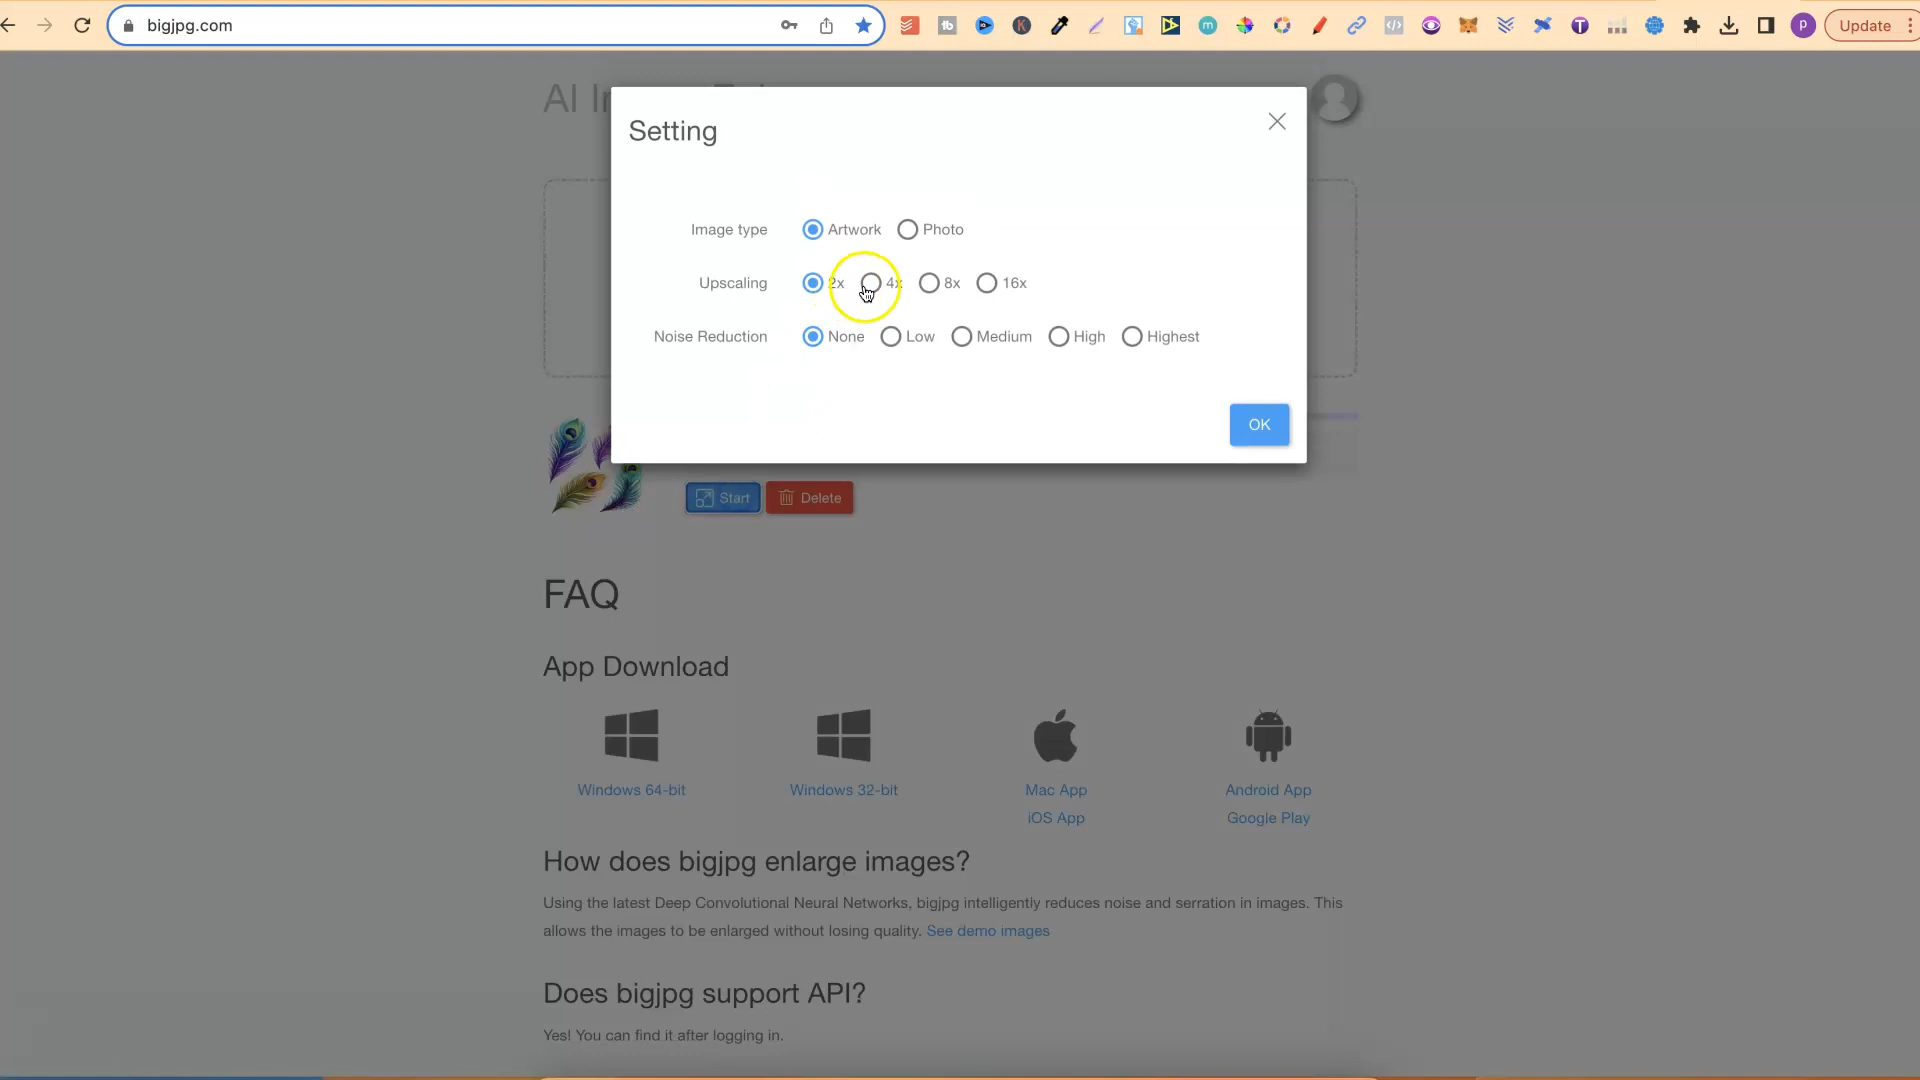 bigjpg.com
Update
AI
Setting
Image type Artwork Photo
Upscaling 2x 4x 8x 16x
Noise Reduction None Low Medium High Highest
OK
Start Delete
FAQ
App Download
Windows 64-bit Windows 32-bit Mac App Android App
iOS App Google Play
How does bigjpg enlarge images?
Using the latest Deep Convolutional Neural Networks, bigjpg intelligently reduces noise and serration in images. This
allows the images to be enlarged without losing quality. See demo images
Does bigjpg support API?
Yes! You can find it after logging in.